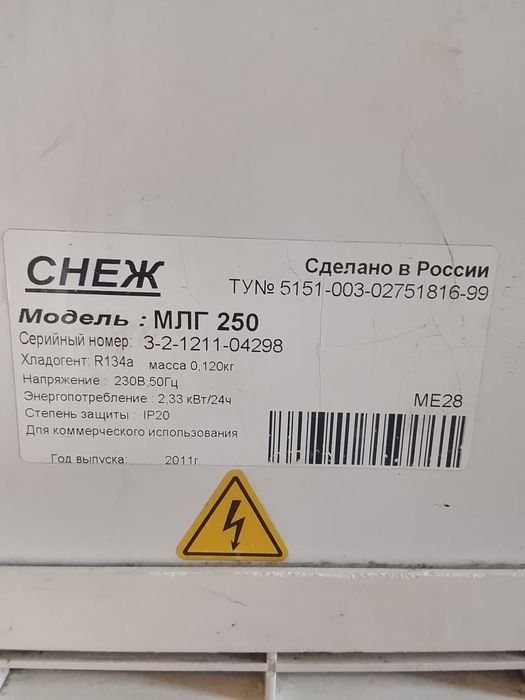 СНЕЖ
Сделано в России
ТУ№ 5151-003-02751816-99
Модель : МЛГ 250
Серийный номер: 3-2-1211-04298
Хладогент: R134a масса 0,120кг
Напряжение : 230В,50Гц
Энергопотребление : 2,33 кВт/24ч
Степень защиты : IP20
Для коммерческого использования
Год выпуска: 2011г.
МЕ28